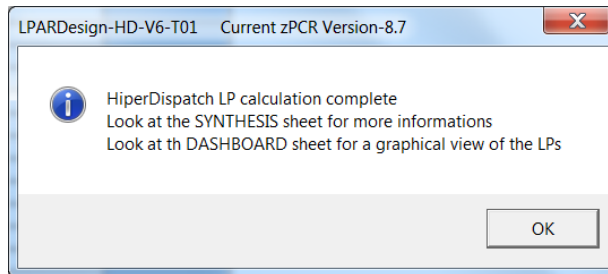 LPARDesign-HD-V6-T01 Current zPCR Version-8.7
HiperDispatch LP calculation complete
Look at the SYNTHESIS sheet for more informations
Look at th DASHBOARD sheet for a graphical view of the LPs
OK